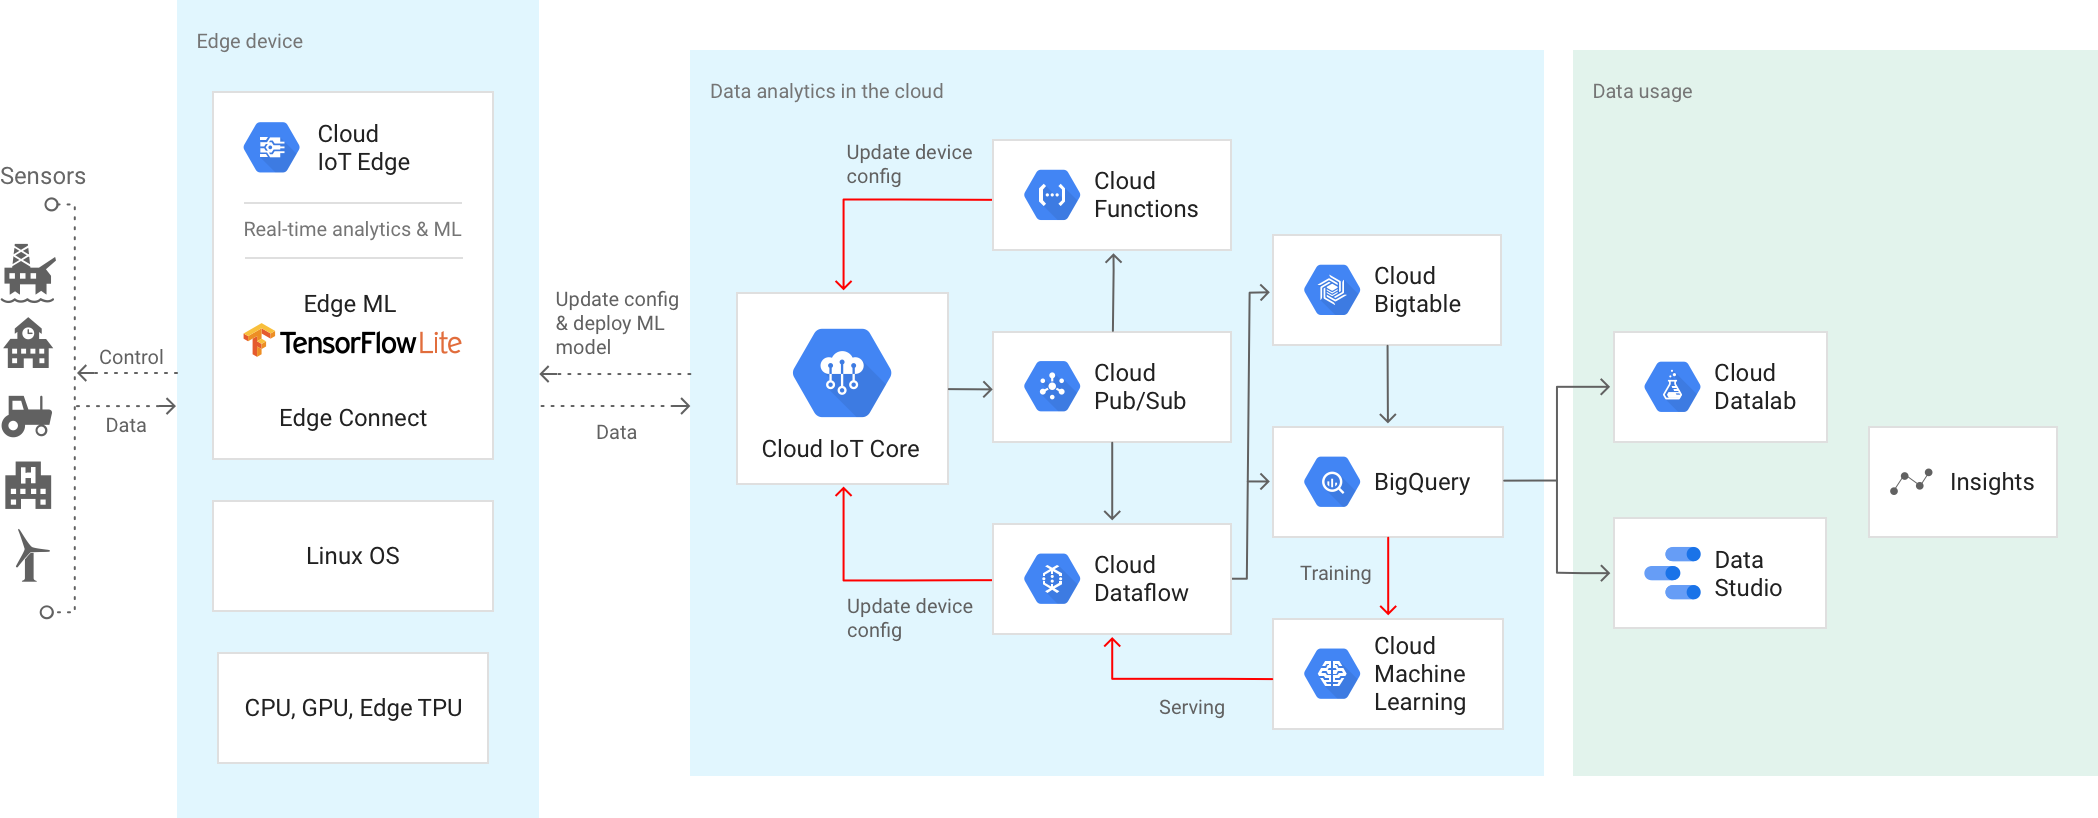 Sensors
Control
Data
Edge device
Cloud
IoT Edge
Real-time analytics & ML
Edge ML
TensorFlow Lite
Edge Connect
Linux OS
CPU, GPU, Edge TPU
Update config
& deploy ML
model
Data
Data analytics in the cloud
Update device
config
Cloud
Functions
Cloud IoT Core
Cloud
Pub/Sub
Cloud
Dataflow
Update device
config
Cloud
Bigtable
BigQuery
Training
Cloud
Machine
Learning
Serving
Data usage
Cloud
Datalab
Data
Studio
Insights